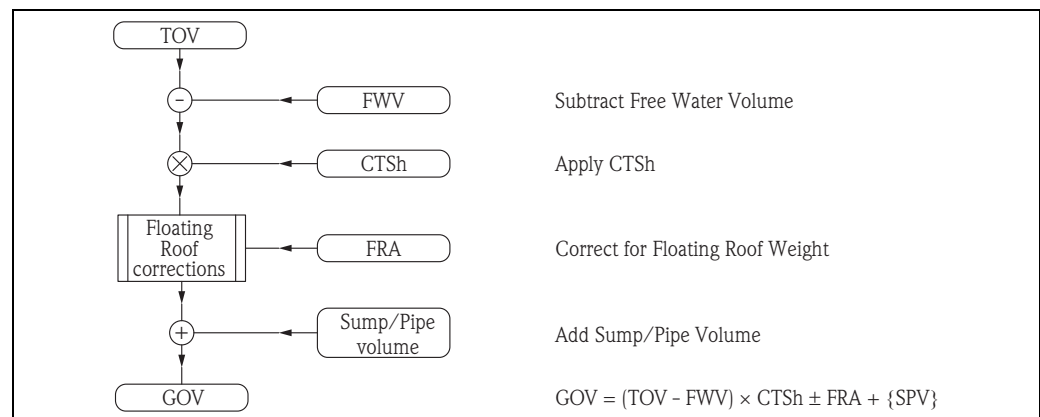 TOV
-
FWV
Subtract Free Water Volume
×
CTSh
Apply CTSh
Floating
Roof
corrections
FRA
Correct for Floating Roof Weight
+
Sump/Pipe
volume
Add Sump/Pipe Volume
GOV
GOV = (TOV - FWV) × CTSh ± FRA + {SPV}